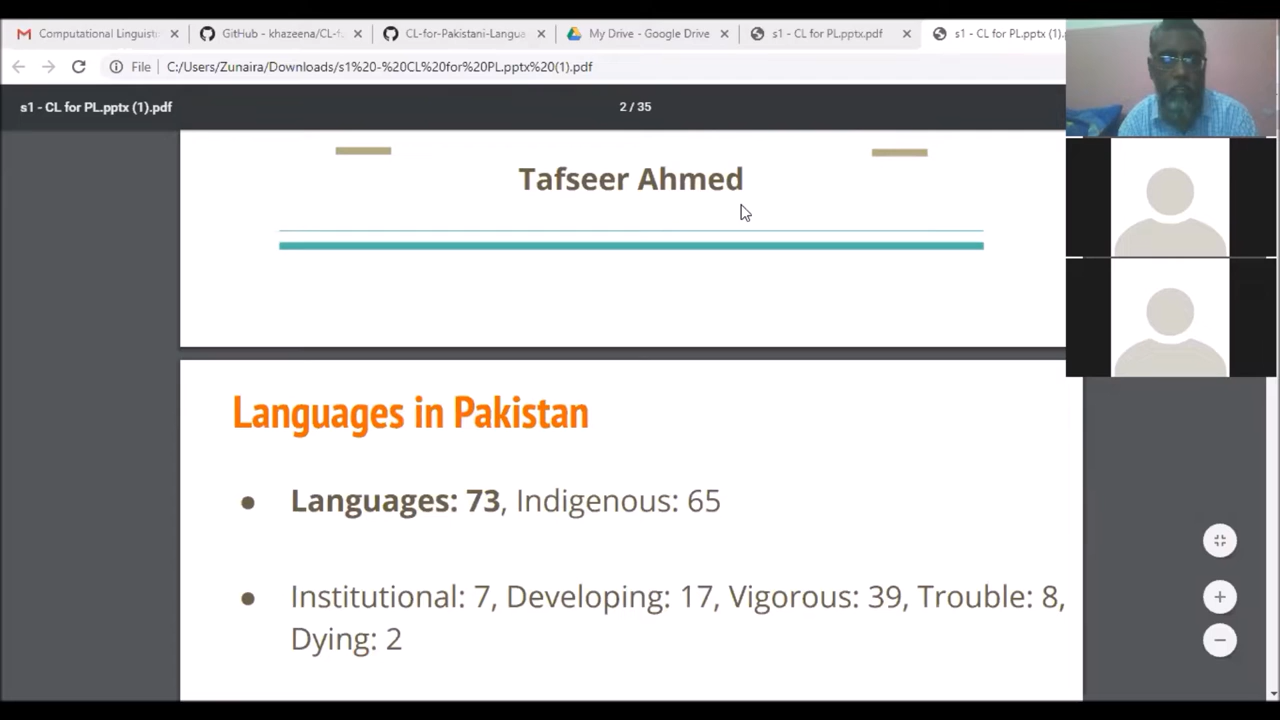 Computational Linguist
GitHub - khazeena/CL-f
CL-for-Pakistani-Langua
My Drive - Google Drive
s1 - CL for PL.pptx.pdf
s1 - CL for PL.pptx (1).
File
C:/Users/Zunaira/Downloads/s1%20-%20CL%20for%20PL.pptx%20(1).pdf
s1 - CL for PL.pptx (1).pdf
2 / 35
Tafseer Ahmed
Languages in Pakistan
● Languages: 73, Indigenous: 65
● Institutional: 7, Developing: 17, Vigorous: 39, Trouble: 8,
Dying: 2